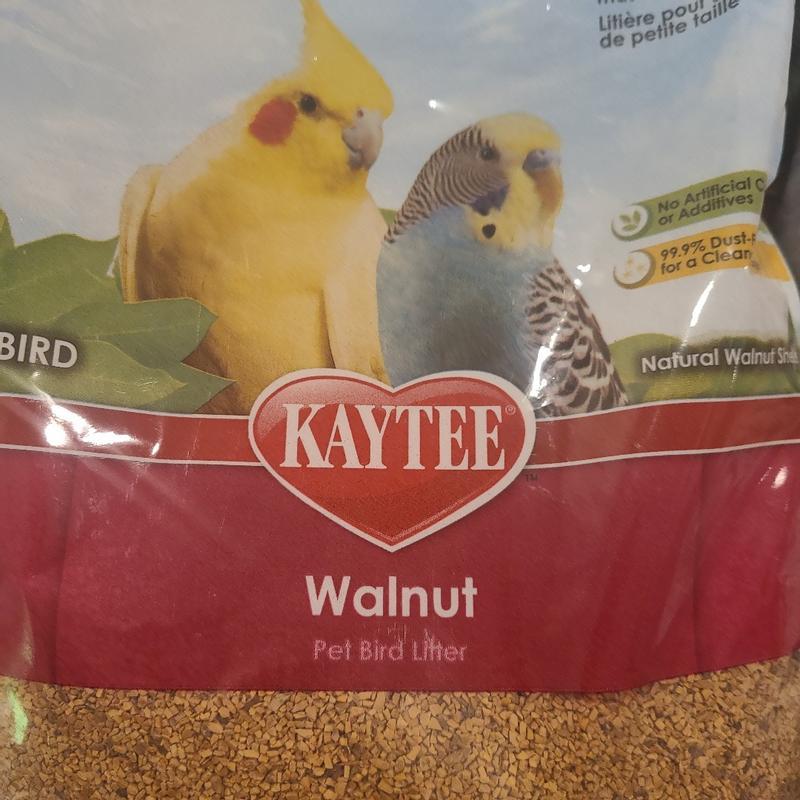 Litière pour
de petite taille
No Artificial
or Additives
99.9%
for a Clean
BIRD
Natural Walnut
KAYTEE®
TM
Walnut
Pet Bird Litter